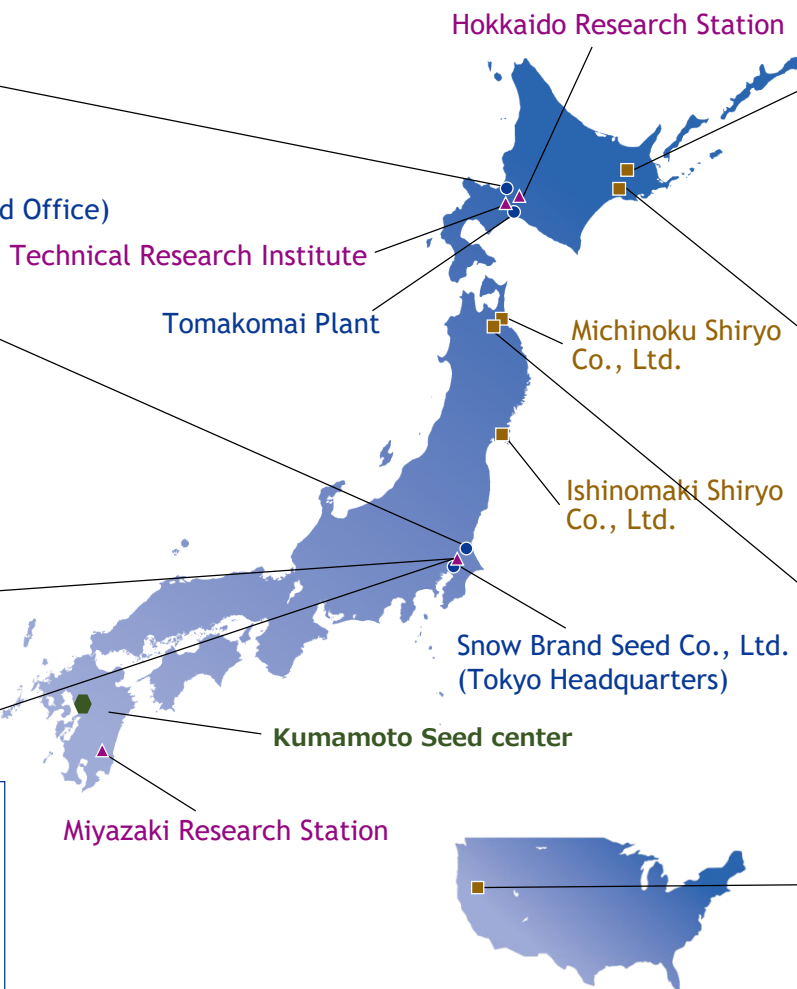 Hokkaido Research Station
d Office)
Technical Research Institute
Tomakomai Plant
Michinoku Shiryo
Co., Ltd.
Ishinomaki Shiryo
Co., Ltd.
Snow Brand Seed Co., Ltd.
(Tokyo Headquarters)
Kumamoto Seed center
Miyazaki Research Station